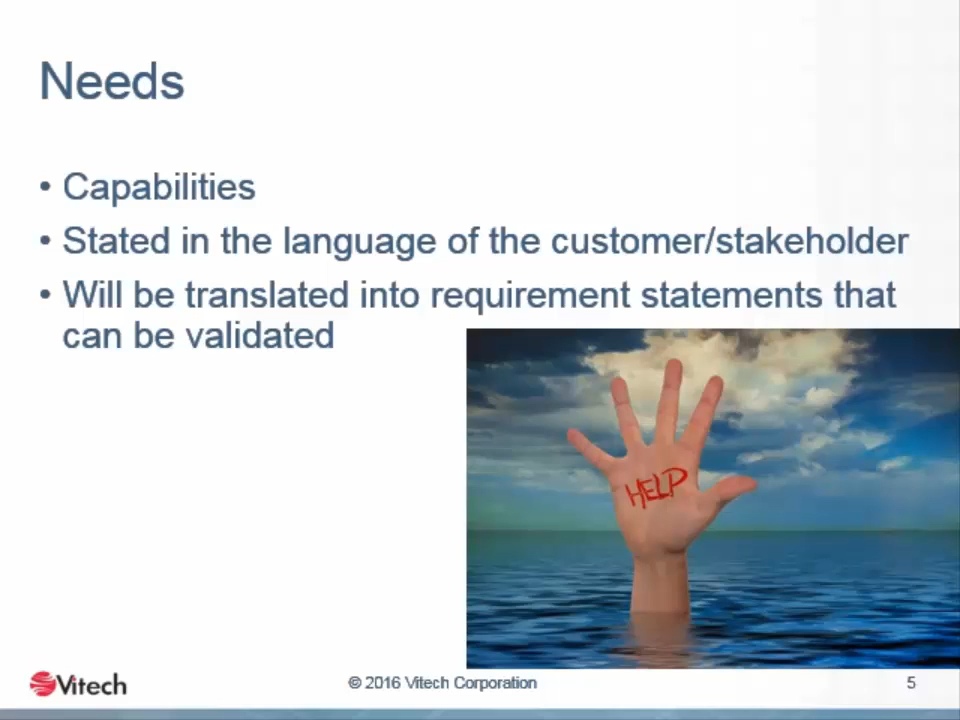 Needs
• Capabilities
• Stated in the language of the customer/stakeholder
• Will be translated into requirement statements that
can be validated
HELP
Vitech
© 2016 Vitech Corporation
5